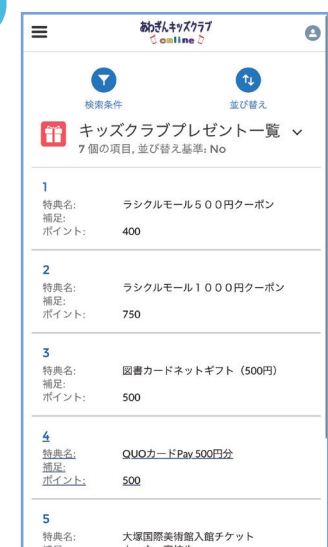 あわぎんキッズクラブ
online
検索条件 並び替え
キッズクラブプレゼント一覧
7 個の項目, 並び替え基準: No
1
特典名: ラシクルモール５００円クーポン
補足:
ポイント: 400
2
特典名: ラシクルモール１０００円クーポン
補足:
ポイント: 750
3
特典名: 図書カードネットギフト（500円）
補足:
ポイント: 500
4
特典名: QUOカードPay 500円分
補足:
ポイント: 500
5
特典名: 大塚国際美術館入館チケット